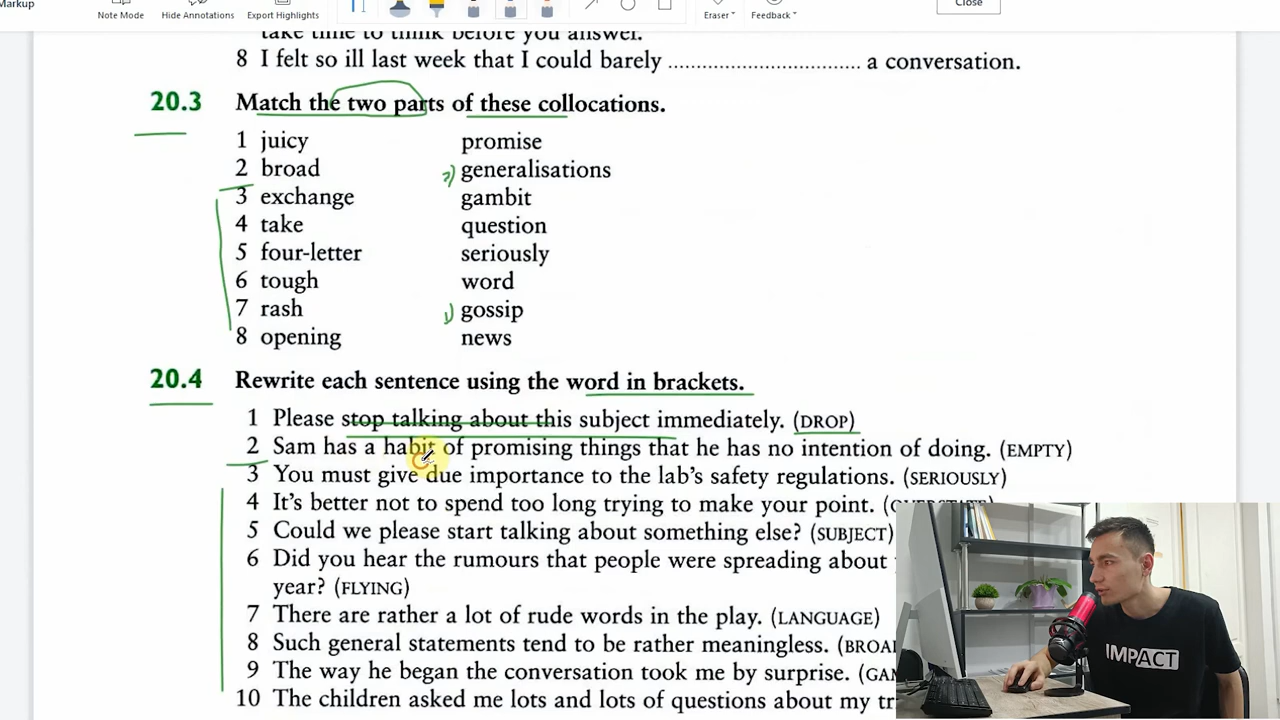 Markup
Note Mode
Hide Annotations
Export Highlights
Eraser
Feedback
Close
take time to think before you answer.
8 I felt so ill last week that I could barely ................................ a conversation.
20.3 Match the two parts of these collocations.
1 juicy promise
2 broad 2) generalisations
3 exchange gambit
4 take question
5 four-letter seriously
6 tough word
7 rash 1) gossip
8 opening news
20.4 Rewrite each sentence using the word in brackets.
1 Please stop talking about this subject immediately. (DROP)
2 Sam has a habit of promising things that he has no intention of doing. (EMPTY)
3 You must give due importance to the lab's safety regulations. (SERIOUSLY)
4 It's better not to spend too long trying to make your point. (
5 Could we please start talking about something else? (SUBJECT)
6 Did you hear the rumours that people were spreading about
year? (FLYING)
7 There are rather a lot of rude words in the play. (LANGUAGE)
8 Such general statements tend to be rather meaningless. (BROA
9 The way he began the conversation took me by surprise. (GA
10 The children asked me lots and lots of questions about my tr
IMPACT